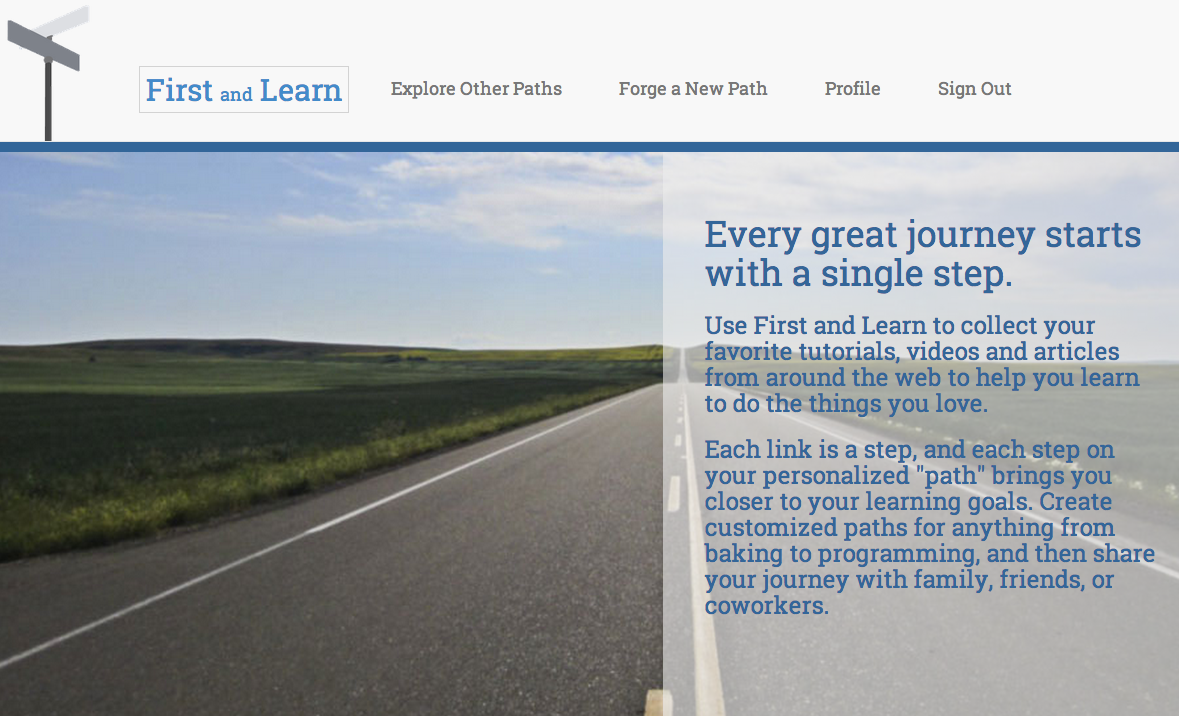 First and Learn
Explore Other Paths
Forge a New Path
Profile
Sign Out
Every great journey starts
with a single step.
Use First and Learn to collect your
favorite tutorials, videos and articles
from around the web to help you learn
to do the things you love.
Each link is a step, and each step on
your personalized "path" brings you
closer to your learning goals. Create
customized paths for anything from
baking to programming, and then share
your journey with family, friends, or
coworkers.